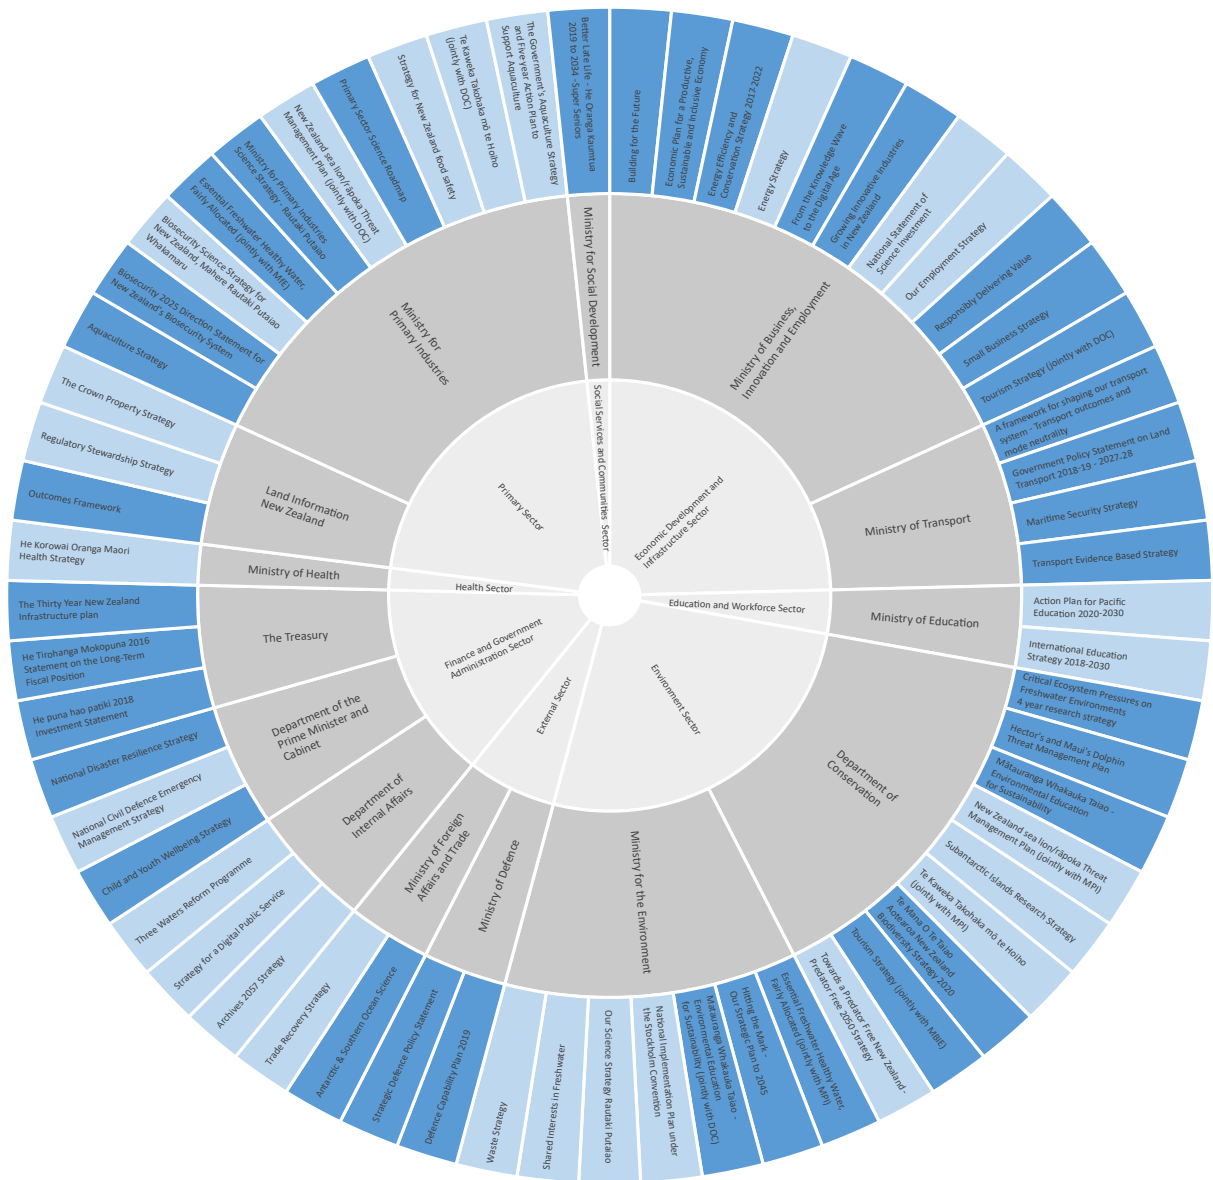 Building for the Future
Economic Plan for a Productive,
Sustainable and Inclusive Economy
Energy Efficiency and
Conservation Strategy 2017-2022
Energy Strategy
From the Knowledge Wave
to the Digital Age
Growing Innovative Industries
in New Zealand
National Statement of
Science Investment
Our Employment Strategy
Responsibly Delivering Value
Small Business Strategy
Tourism Strategy (jointly with DOC)
A framework for shaping our transport
system - Transport outcomes and
mode neutrality
Government Policy Statement on Land
Transport 2018-19 - 2027.28
Maritime Security Strategy
Transport Evidence Based Strategy
Action Plan for Pacific
Education 2020-2030
International Education
Strategy 2018-2030
Critical Ecosystem Pressures on
Freshwater Environments
4 year research strategy
Hector's and Maui's Dolphin
Threat Management Plan
Mātauranga Whakauka Taiao -
Environmental Education
for Sustainability
New Zealand sea lion/rāpoka Threat
Management Plan (jointly with MPI)
Subantarctic Islands Research Strategy
Te Kaweka Takohaka mō te Hoiho
(jointly with MPI)
Te Mana O Te Taiao
Aotearoa New Zealand
Biodiversity Strategy 2020
Tourism Strategy (jointly with MBIE)
Towards a Predator Free New Zealand -
Predator Free 2050 Strategy
Essential Freshwater Healthy Water,
Fairly Allocated (jointly with MPI)
Hitting the Mark -
Our Strategic Plan to 2045
Matauranga Whakauka Taiao -
Environmental Education
for Sustainability (jointly with DOC)
National Implementation Plan under
the Stockholm Convention
Our Science Strategy Rautaki Putaiao
Shared Interests in Freshwater
Waste Strategy
Defence Capability Plan 2019
Strategic Defence Policy Statement
Antarctic & Southern Ocean Science
Trade Recovery Strategy
Archives 2057 Strategy
Strategy for a Digital Public Service
Three Waters Reform Programme
Child and Youth Wellbeing Strategy
National Civil Defence Emergency
Management Strategy
National Disaster Resilience Strategy
He puna hao patiki 2018
Investment Statement
He Tirohanga Mokopuna 2016
Statement on the Long-Term
Fiscal Position
The Thirty Year New Zealand
Infrastructure plan
He Korowai Oranga Maori
Health Strategy
Outcomes Framework
Regulatory Stewardship Strategy
The Crown Property Strategy
Aquaculture Strategy
Biosecurity 2025 Direction Statement for
New Zealand's Biosecurity System
Biosecurity Science Strategy for
New Zealand, Mahere Rautaki Putaiao
Whakamaru
Essential Freshwater Healthy Water,
Fairly Allocated (jointly with MfE)
Ministry for Primary Industries
Science Strategy - Rautaki Putaiao
New Zealand sea lion/rāpoka Threat
Management Plan (jointly with DOC)
Primary Sector Science Roadmap
Strategy for New Zealand food safety
Te Kaweka Takohaka mō te Hoiho
(jointly with DOC)
The Government's Aquaculture Strategy
and Five-year Action Plan to
Support Aquaculture
Better Late Life - He Oranga Kaumtua
2019 to 2034 - Super Seniors
Ministry of Business,
Innovation and Employment
Ministry of Transport
Ministry of Education
Department of
Conservation
Ministry for the Environment
Ministry of Defence
Ministry of Foreign
Affairs and Trade
Department of
Internal Affairs
Department of the
Prime Minister and
Cabinet
The Treasury
Ministry of Health
Land Information
New Zealand
Ministry for
Primary Industries
Ministry for Social Development
Economic Development and
Infrastructure Sector
Education and Workforce Sector
Environment Sector
External Sector
Finance and Government
Administration Sector
Health Sector
Primary Sector
Social Services and Communities Sector